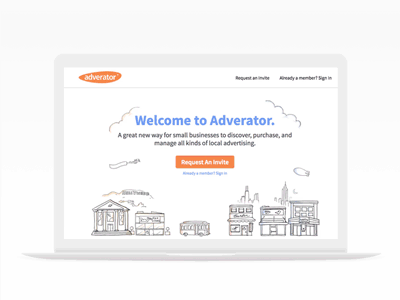 adverator
Request an Invite
Already a member? Sign in
Welcome to Adverator.
A great new way for small businesses to discover, purchase, and
manage all kinds of local advertising.
Request An Invite
Already a member? Sign in